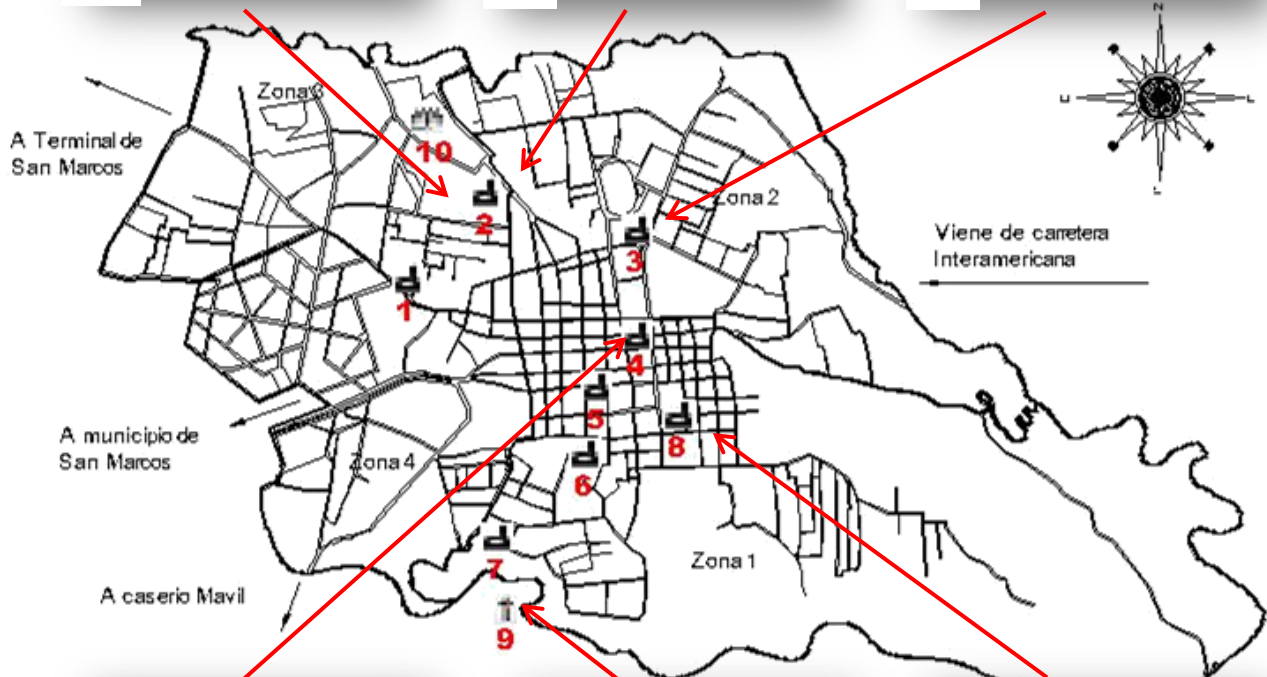 Zona 3
10
A Terminal de
San Marcos
2
Zona 2
3
Viene de carretera
Interamericana
1
4
A municipio de
San Marcos
5
8
Zona 4
6
7
Zona 1
A caserio Mavil
9